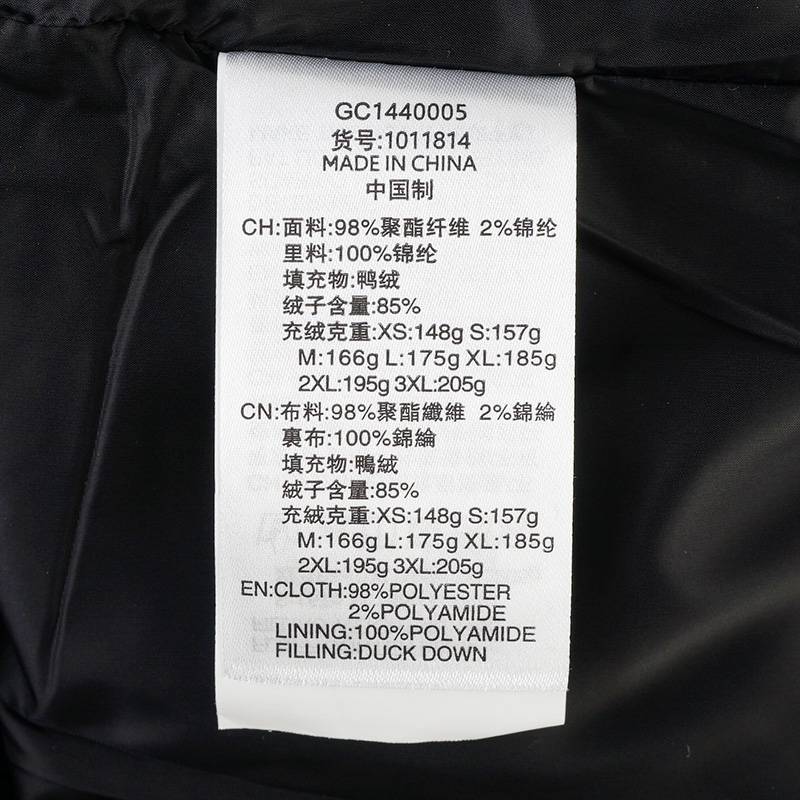 GC1440005
货号:1011814
MADE IN CHINA
中国制
CH:面料:98%聚酯纤维 2%锦纶
里料:100%锦纶
填充物:鸭绒
绒子含量:85%
充绒克重:XS:148g S:157g
M:166g L:175g XL:185g
2XL:195g 3XL:205g
CN:布料:98%聚酯纖維 2%錦綸
裏布:100%錦綸
填充物:鴨絨
絨子含量:85%
充絨克重:XS:148g S:157g
M:166g L:175g XL:185g
2XL:195g 3XL:205g
EN:CLOTH:98%POLYESTER
2%POLYAMIDE
LINING:100%POLYAMIDE
FILLING:DUCK DOWN